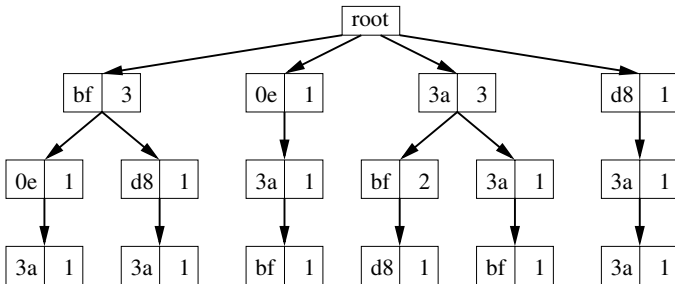 root
bf 3 0e 1 3a 3 d8 1
0e 1 d8 1 3a 1 bf 2 3a 1 3a 1
3a 1 3a 1 bf 1 d8 1 bf 1 3a 1